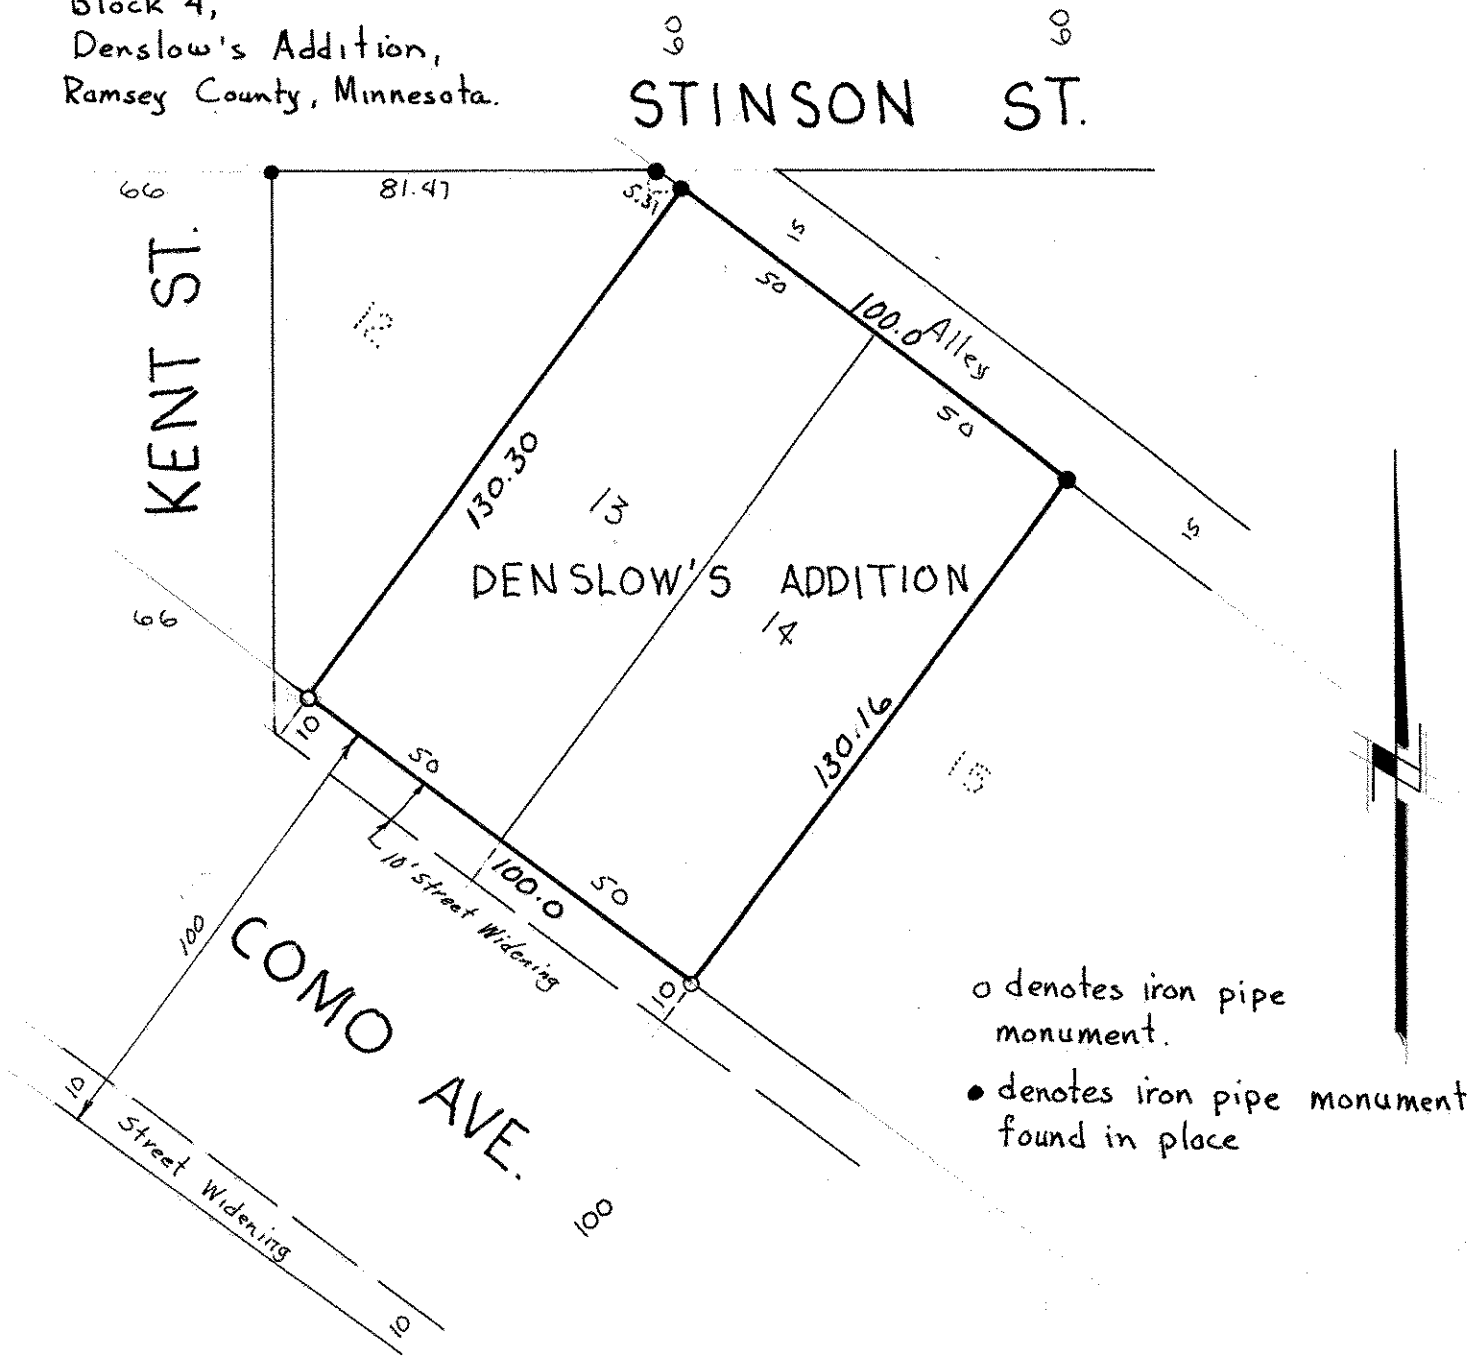 Block 4,
Denslow's Addition,
Ramsey County, Minnesota.
60
60
STINSON ST.
66
81.47
5.31
KENT ST.
15
50
100.0
Alley
12
50
130.30
13
15
DENSLOW'S ADDITION
14
66
130.16
15
10
50
10' Street Widening
100.0
50
100
COMO AVE.
10
10
Street Widening
100
10
o denotes iron pipe
monument.
● denotes iron pipe monument
found in place